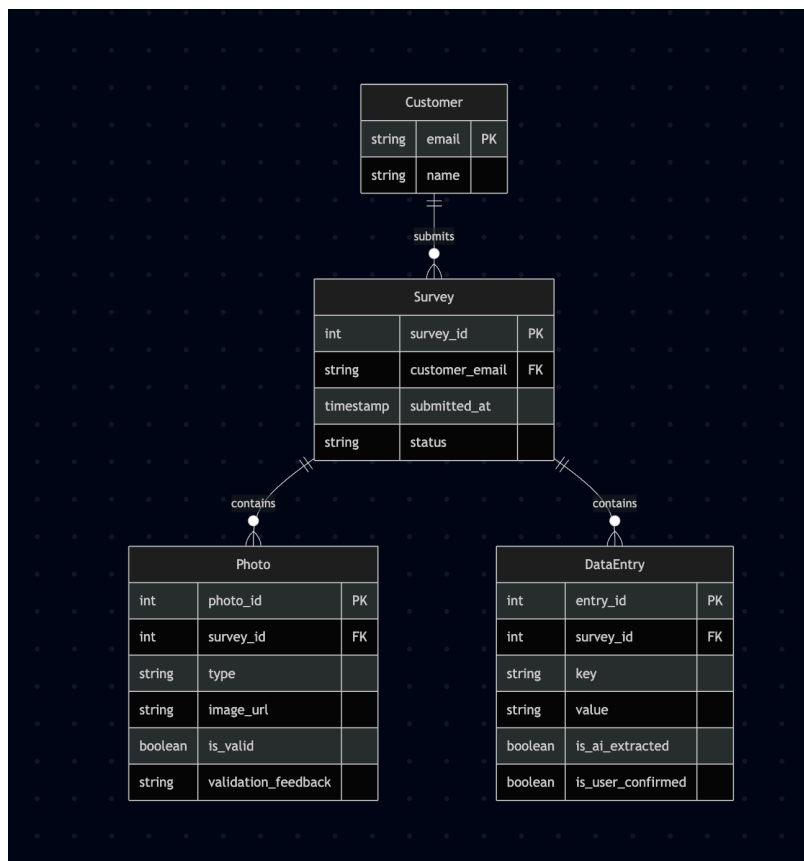 Customer
string email PK
string name
submits
Survey
int survey_id PK
string customer_email FK
timestamp submitted_at
string status
contains
contains
Photo
int photo_id PK
int survey_id FK
string type
string image_url
boolean is_valid
string validation_feedback
DataEntry
int entry_id PK
int survey_id FK
string key
string value
boolean is_ai_extracted
boolean is_user_confirmed